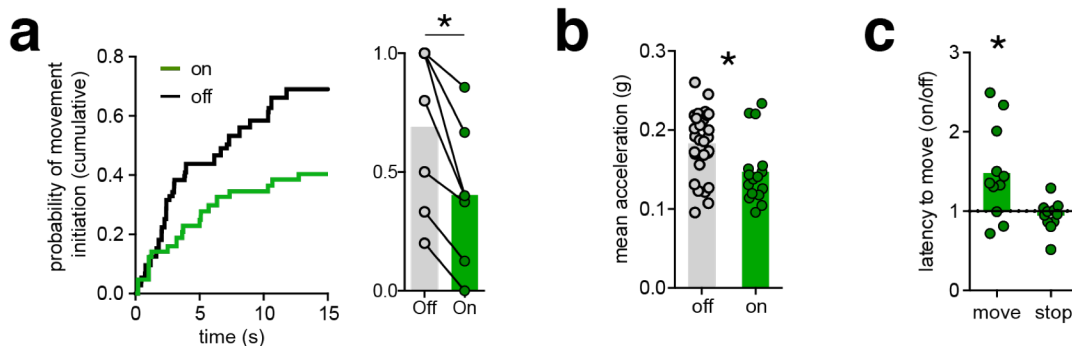 a
probability of movement
initiation (cumulative)
0.8
0.6
0.4
0.2
0.0
on
off
0
5
10
15
time (s)
*
1.0
0.5
0.0
Off
On
b
mean acceleration (g)
0.3
0.2
0.1
0.0
*
off
on
c
latency to move (on/off)
3
2
1
0
*
move
stop